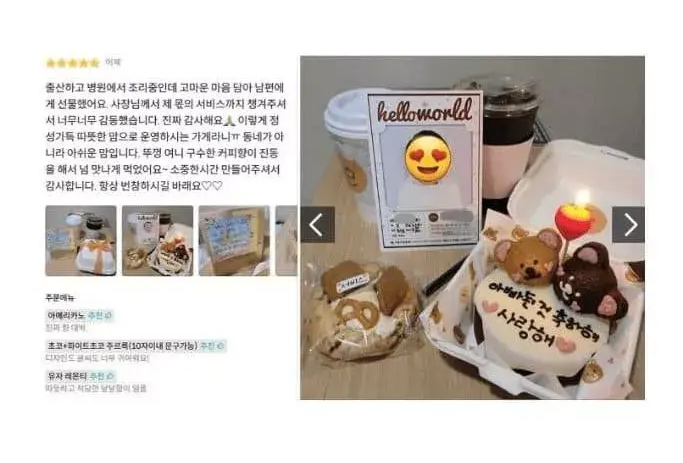 어제
출산하고 병원에서 조리중인데 고마운 마음 담아 남편에
게 선물했어요. 사장님께서 제 몫의 서비스까지 챙겨주셔
서 너무너무 감동했습니다. 진짜 감사해요🙏 이렇게 정
성가득 따뜻한 맘으로 운영하시는 가게라니ㅠ 동네가 아
니라 아쉬운 맘입니다. 뚜껑 여니 구수한 커피향이 진동
을 해서 넘 맛나게 먹었어요~ 소중한시간 만들어주셔서
감사합니다. 항상 번창하시길 바래요♡♡
주문메뉴
아메리카노 추천
진짜 향 대박
초코+화이트초코 주르륵(10자이내 문구가능) 추천
디자인도 글씨도 너무 귀여워요!
유자 레몬티 추천
따뜻하고 적당한 달달함이 일품
helloworld
서비스
아빠된 것 축하해
사랑해